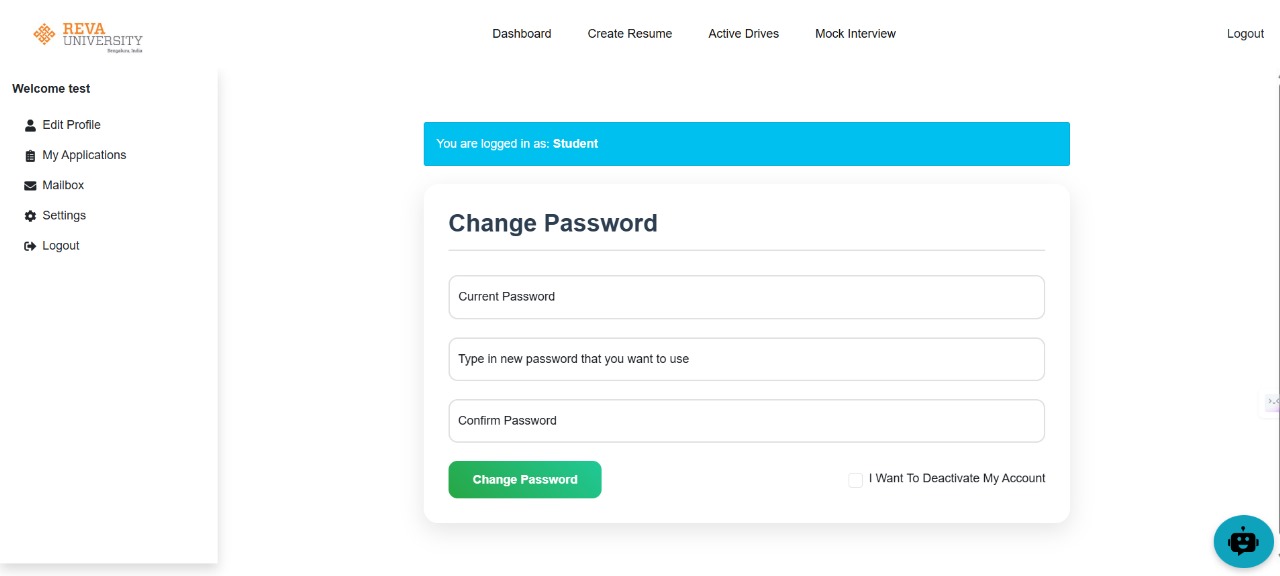 REVA
UNIVERSITY
Bengaluru, India
Dashboard
Create Resume
Active Drives
Mock Interview
Logout
Welcome test
Edit Profile
My Applications
Mailbox
Settings
Logout
You are logged in as: Student
Change Password
Current Password
Type in new password that you want to use
Confirm Password
Change Password
I Want To Deactivate My Account